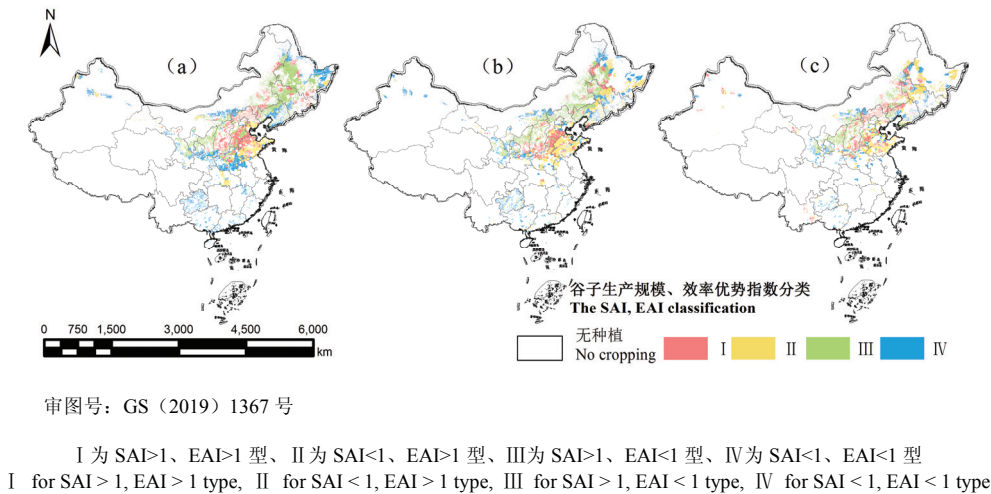 N
（a）
（b）
（c）
谷子生产规模、效率优势指数分类
The SAI, EAI classification
无种植
No cropping
Ⅰ
Ⅱ
Ⅲ
Ⅳ
0 750 1,500 3,000 4,500 6,000
km
审图号：GS（2019）1367 号
Ⅰ为 SAI>1、EAI>1 型、Ⅱ为 SAI<1、EAI>1 型、Ⅲ为 SAI>1、EAI<1 型、Ⅳ为 SAI<1、EAI<1 型
Ⅰ for SAI > 1, EAI > 1 type, Ⅱ for SAI < 1, EAI > 1 type, Ⅲ for SAI > 1, EAI < 1 type, Ⅳ for SAI < 1, EAI < 1 type